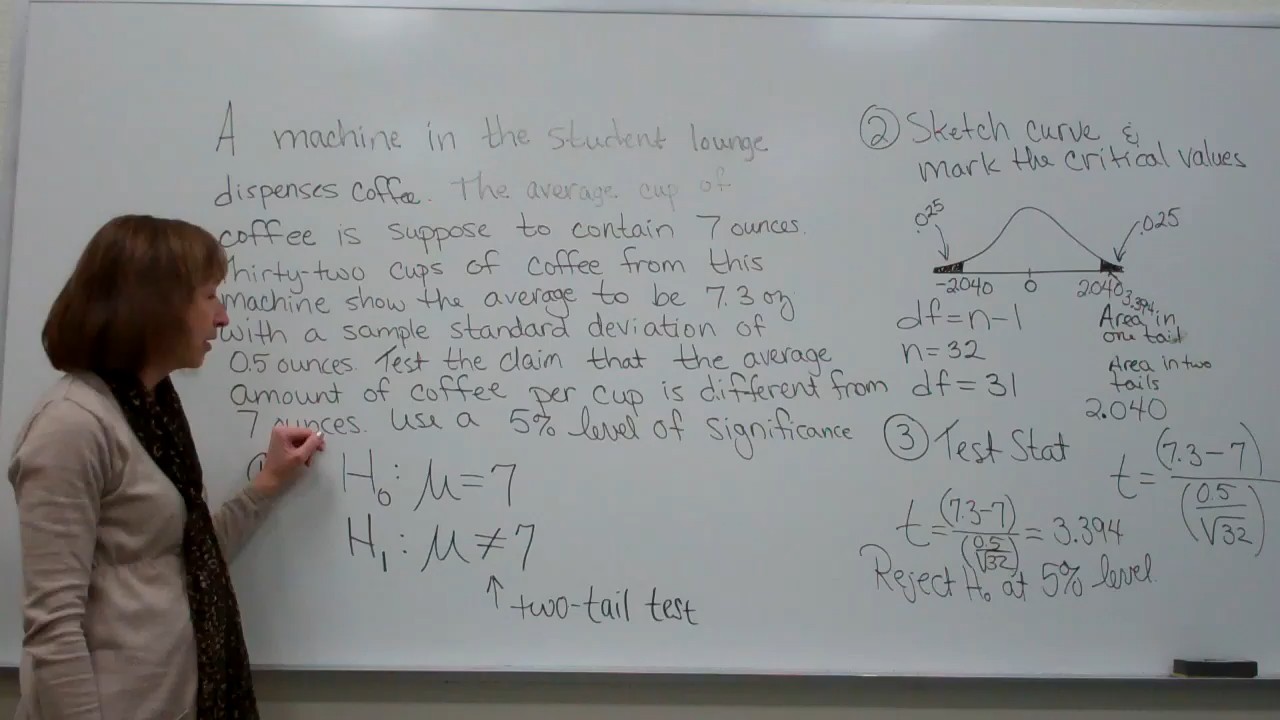 A machine in the student lounge
dispenses coffee. The average cup of
coffee is suppose to contain 7 ounces.
Thirty-two cups of coffee from this
machine show the average to be 7.3 oz
with a sample standard deviation of
0.5 ounces. Test the claim that the average
amount of coffee per cup is different from
7 ounces. Use a 5% level of significance
① H₀: μ = 7
H₁: μ ≠ 7
↑ two-tail test
② Sketch curve &
mark the critical values
.025 .025
-2.040 0 2.040 3.394
df = n-1
n = 32
df = 31
Area in
one tail
Area in two
tails
2.040
③ Test Stat
t = (7.3-7)/(0.5/√32) = 3.394
t = (7.3-7)/(0.5/√32)
Reject H₀ at 5% level.